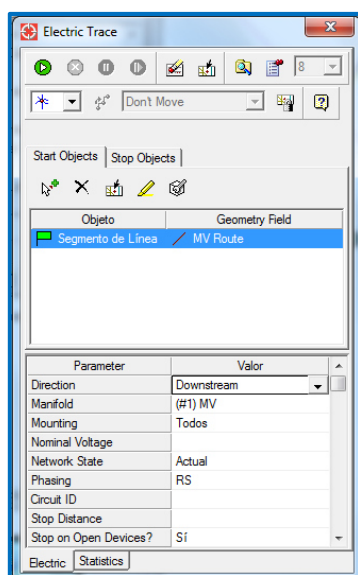 Electric Trace
8
Don't Move
Start Objects Stop Objects
Objeto Geometry Field
Segmento de Línea MV Route
Parameter Valor
Direction Downstream
Manifold (#1) MV
Mounting Todos
Nominal Voltage
Network State Actual
Phasing RS
Circuit ID
Stop Distance
Stop on Open Devices? Sí
Electric Statistics